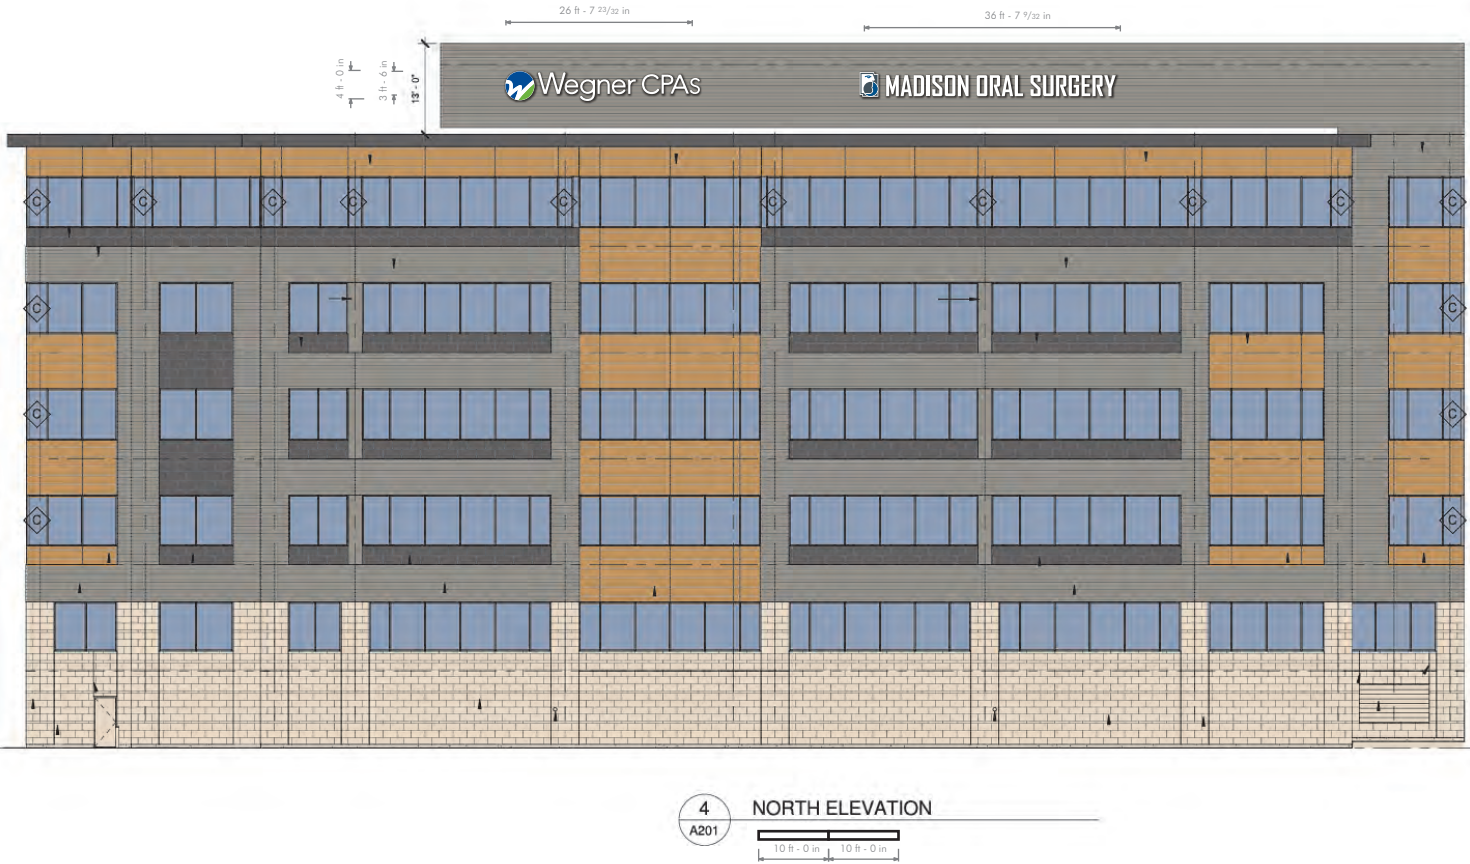 26 ft - 7 23/32 in
36 ft - 7 9/32 in
4 ft - 0 in
3 ft - 6 in
13' - 0"
Wegner CPAs
MADISON ORAL SURGERY
C C C C C C C C C C
C C
C C
C C
4
NORTH ELEVATION
A201
10 ft - 0 in 10 ft - 0 in